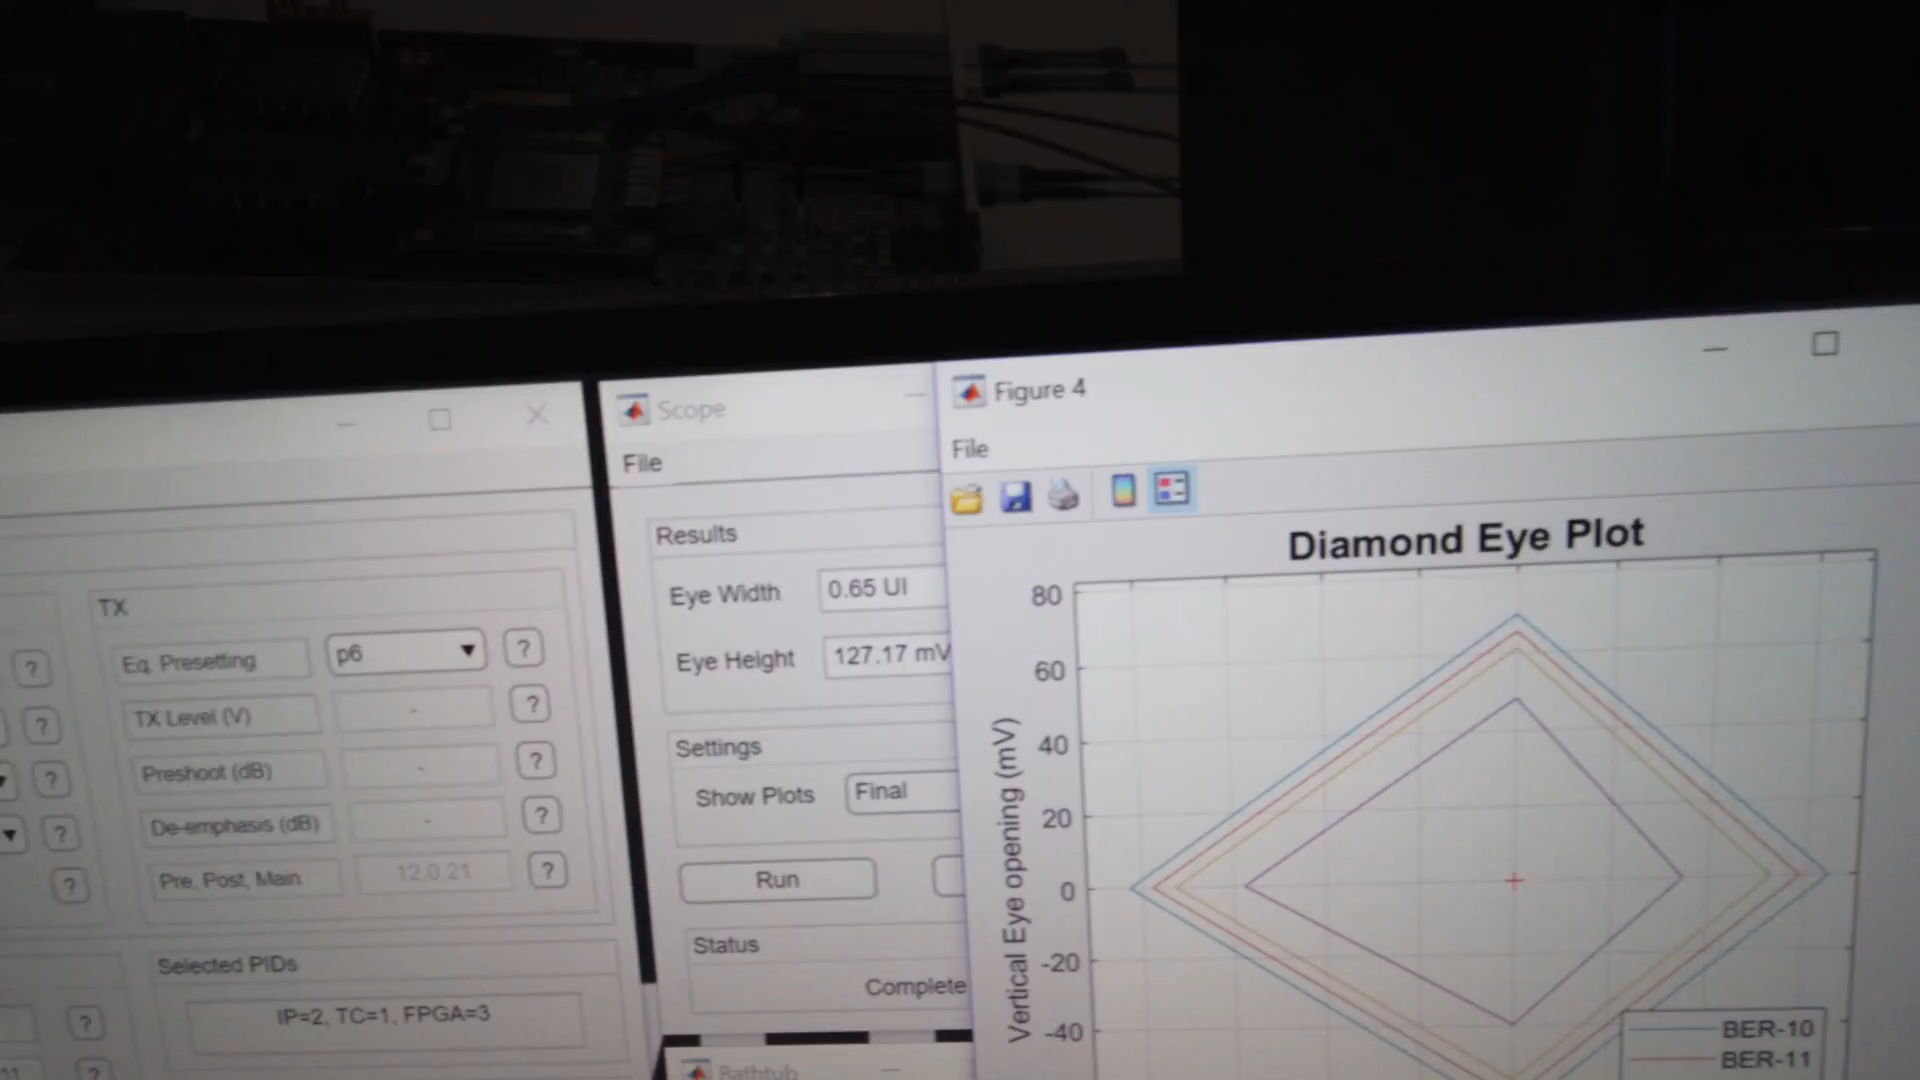 TX
Eq. Presetting
p6
?
?
TX Level (V)
-
?
?
Preshoot (dB)
-
?
?
De-emphasis (dB)
-
?
?
Pre, Post, Main
12,0,21
?
?
Selected PIDs
IP=2, TC=1, FPGA=3
?
11
?
Scope
File
Results
Eye Width
0.65 UI
Eye Height
127.17 mV
Settings
Show Plots
Final
Run
Status
Complete
Bathtub
Figure 4
File
Diamond Eye Plot
Vertical Eye opening (mV)
80
60
40
20
0
-20
-40
BER-10
BER-11